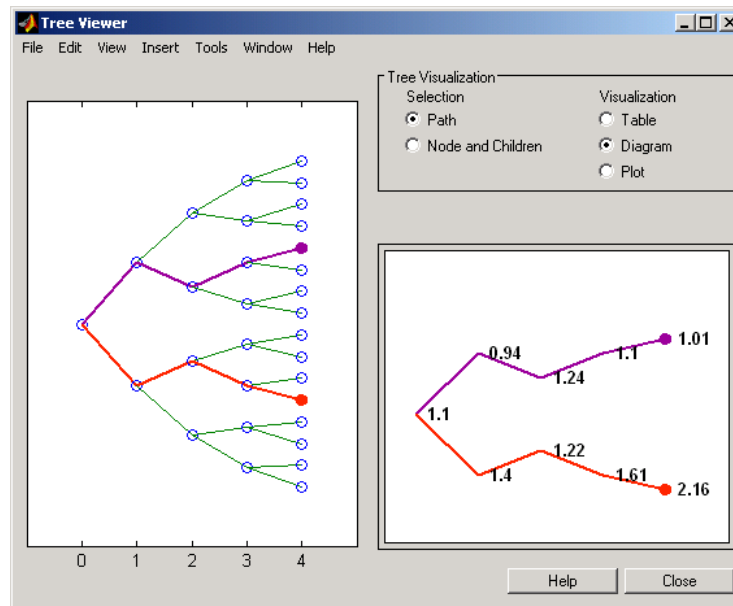 Tree Viewer
File Edit View Insert Tools Window Help
Tree Visualization
Selection Visualization
Path Table
Node and Children Diagram
Plot
0 1 2 3 4
1.01
0.94 1.1
1.24
1.1
1.22
1.4 1.61
2.16
Help Close